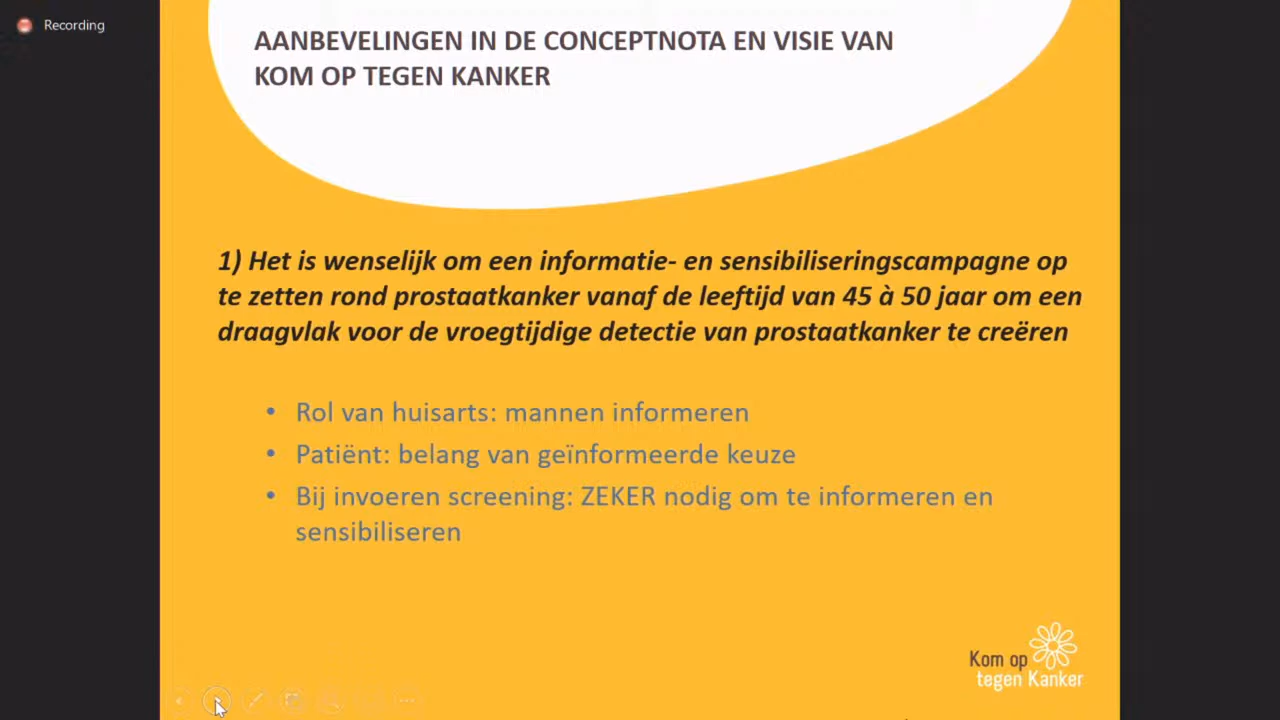 Recording
AANBEVELINGEN IN DE CONCEPTNOTA EN VISIE VAN
KOM OP TEGEN KANKER
1) Het is wenselijk om een informatie- en sensibiliseringscampagne op
te zetten rond prostaatkanker vanaf de leeftijd van 45 à 50 jaar om een
draagvlak voor de vroegtijdige detectie van prostaatkanker te creëren
• Rol van huisarts: mannen informeren
• Patiënt: belang van geïnformeerde keuze
• Bij invoeren screening: ZEKER nodig om te informeren en
sensibiliseren
Kom op
tegen Kanker